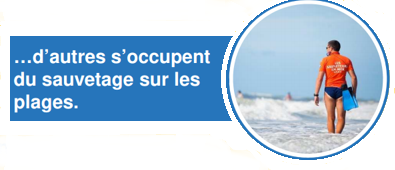 …d’autres s’occupent
du sauvetage sur les
plages.